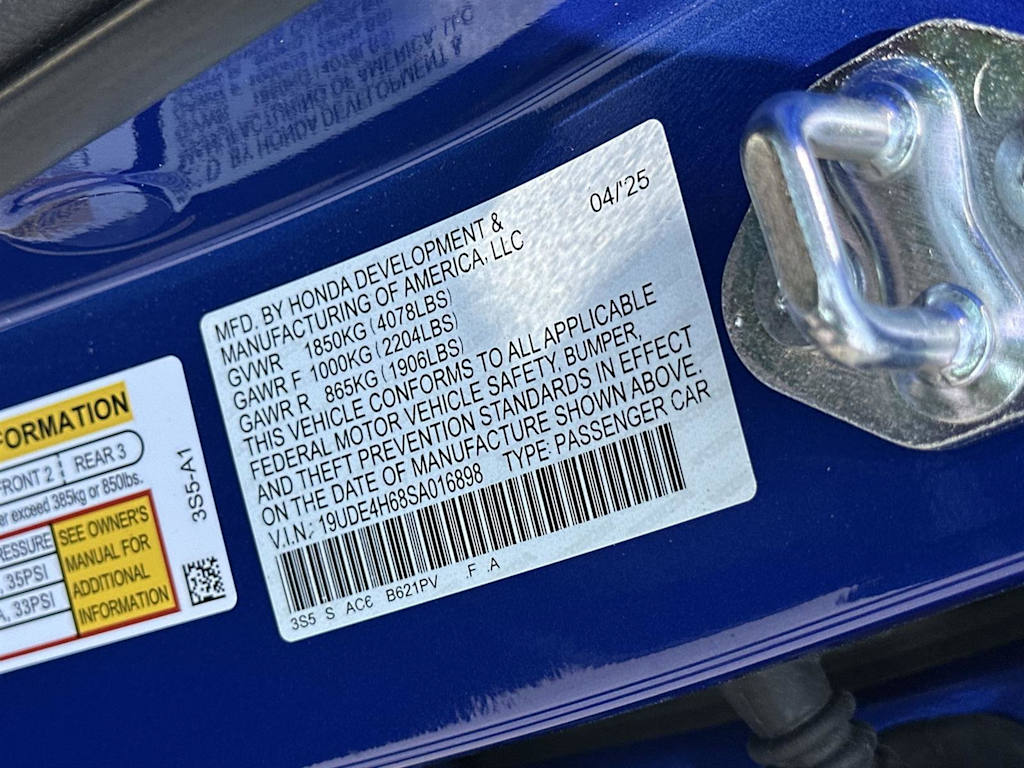 MFD. BY HONDA DEVELOPMENT &
MANUFACTURING OF AMERICA, LLC
04/'25
GVWR 1850KG (4078LBS)
GAWR F 1000KG (2204LBS)
GAWR R 865KG (1906LBS)
THIS VEHICLE CONFORMS TO ALL APPLICABLE
FEDERAL MOTOR VEHICLE SAFETY, BUMPER,
AND THEFT PREVENTION STANDARDS IN EFFECT
ON THE DATE OF MANUFACTURE SHOWN ABOVE.
V.I.N.: 19UDE4H68SA016898 TYPE: PASSENGER CAR
3S5 S AC6 B621PV F A
FORMATION
FRONT 2 REAR 3
er exceed 385kg or 850lbs.
RESSURE
, 35PSI
A, 33PSI
SEE OWNER'S
MANUAL FOR
ADDITIONAL
INFORMATION
3S5-A1